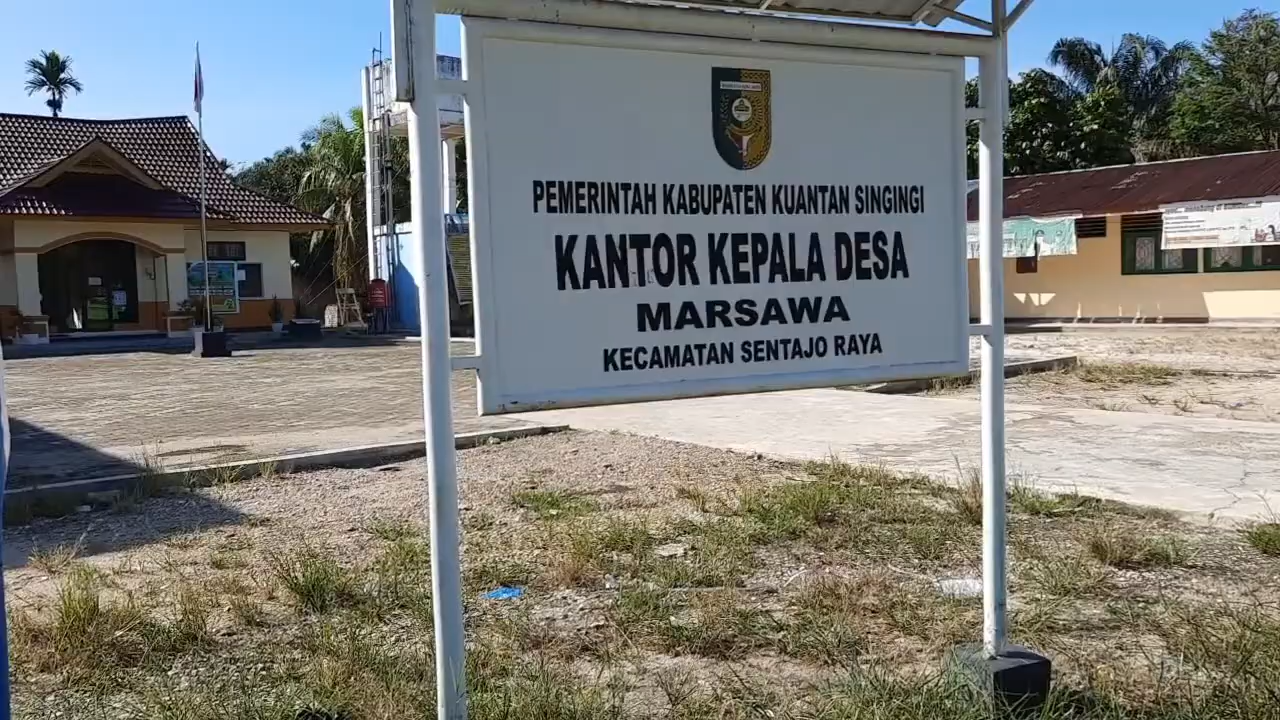 PEMERINTAH KABUPATEN KUANTAN SINGINGI
KANTOR KEPALA DESA
MARSAWA
KECAMATAN SENTAJO RAYA